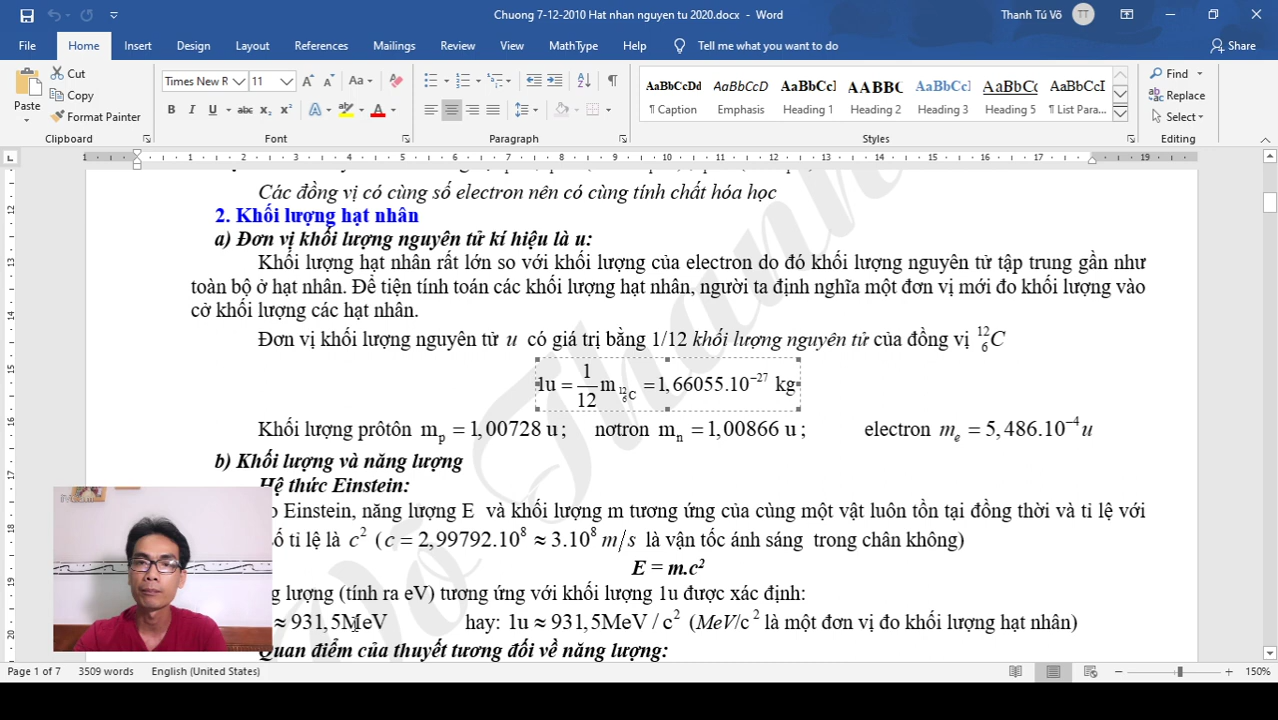 Chuong 7-12-2010 Hat nhan nguyen tu 2020.docx - Word
Thanh Tú Võ TT
File Home Insert Design Layout References Mailings Review View MathType Help Tell me what you want to do Share
Paste Cut Copy Format Painter
Times New R 11
AaBbCcDd AaBbCcD AaBbCcI AABBC AaBbCcI AaBbC AaBbCcI
¶ Caption Emphasis Heading 1 Heading 2 Heading 3 Heading 5 ¶ List Para...
Find Replace Select
Clipboard Font Paragraph Styles Editing
Các đồng vị có cùng số electron nên có cùng tính chất hóa học
2. Khối lượng hạt nhân
a) Đơn vị khối lượng nguyên tử kí hiệu là u:
Khối lượng hạt nhân rất lớn so với khối lượng của electron do đó khối lượng nguyên tử tập trung gần như
toàn bộ ở hạt nhân. Để tiện tính toán các khối lượng hạt nhân, người ta định nghĩa một đơn vị mới đo khối lượng vào
cở khối lượng các hạt nhân.
Đơn vị khối lượng nguyên tử u có giá trị bằng 1/12 khối lượng nguyên tử của đồng vị ¹²₆C
1u = 1/12 m ¹²₆C = 1,66055.10⁻²⁷ kg
Khối lượng prôtôn mₚ = 1,00728 u ; nơtron mₙ = 1,00866 u ; electron mₑ = 5,486.10⁻⁴u
b) Khối lượng và năng lượng
Hệ thức Einstein:
Einstein, năng lượng E và khối lượng m tương ứng của cùng một vật luôn tồn tại đồng thời và tỉ lệ với
số tỉ lệ là c² (c = 2,99792.10⁸ ≈ 3.10⁸ m/s là vận tốc ánh sáng trong chân không)
E = m.c²
lượng (tính ra eV) tương ứng với khối lượng 1u được xác định:
≈ 931,5MeV hay: 1u ≈ 931,5MeV / c² (MeV/c² là một đơn vị đo khối lượng hạt nhân)
Quan điểm của thuyết tương đối về năng lượng:
Page 1 of 7 3509 words English (United States) 150%